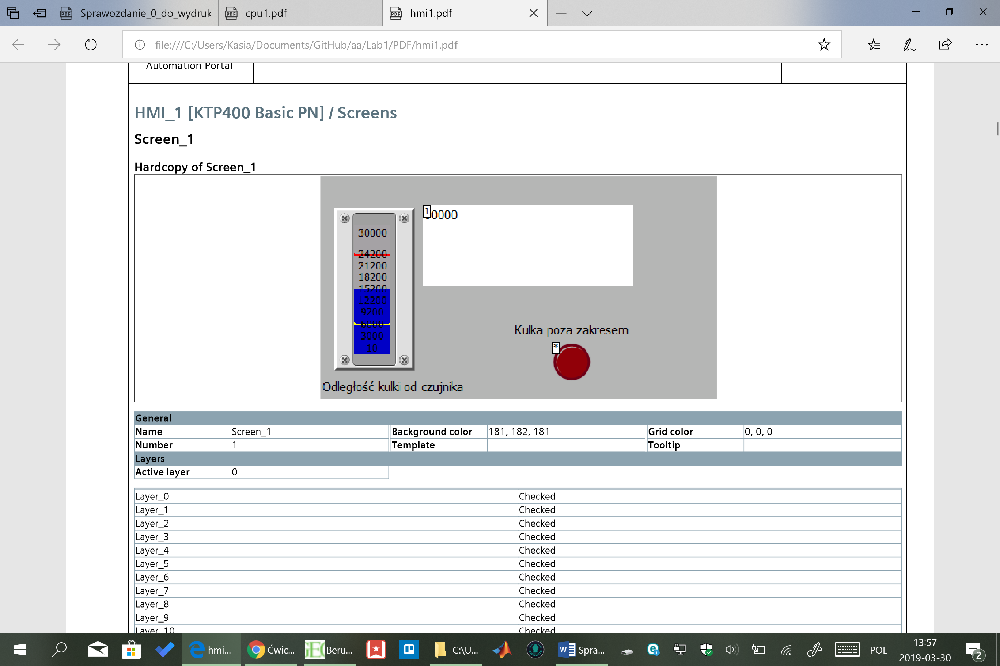 Sprawozdanie_0_do_wydruk
cpu1.pdf
hmi1.pdf
file:///C:/Users/Kasia/Documents/GitHub/aa/Lab1/PDF/hmi1.pdf
Automation Portal
HMI_1 [KTP400 Basic PN] / Screens
Screen_1
Hardcopy of Screen_1
1
0000
30000
24200
21200
18200
15200
12200
9200
6000
3000
10
Kulka poza zakresem
*
Odległość kulki od czujnika
General
Name Screen_1 Background color 181, 182, 181 Grid color 0, 0, 0
Number 1 Template Tooltip
Layers
Active layer 0
Layer_0 Checked
Layer_1 Checked
Layer_2 Checked
Layer_3 Checked
Layer_4 Checked
Layer_5 Checked
Layer_6 Checked
Layer_7 Checked
Layer_8 Checked
Layer_9 Checked
Layer_10 Checked
hmi...
Ćwic...
iEC Beru...
C:\U...
W Spra...
POL
13:57
2019-03-30
2